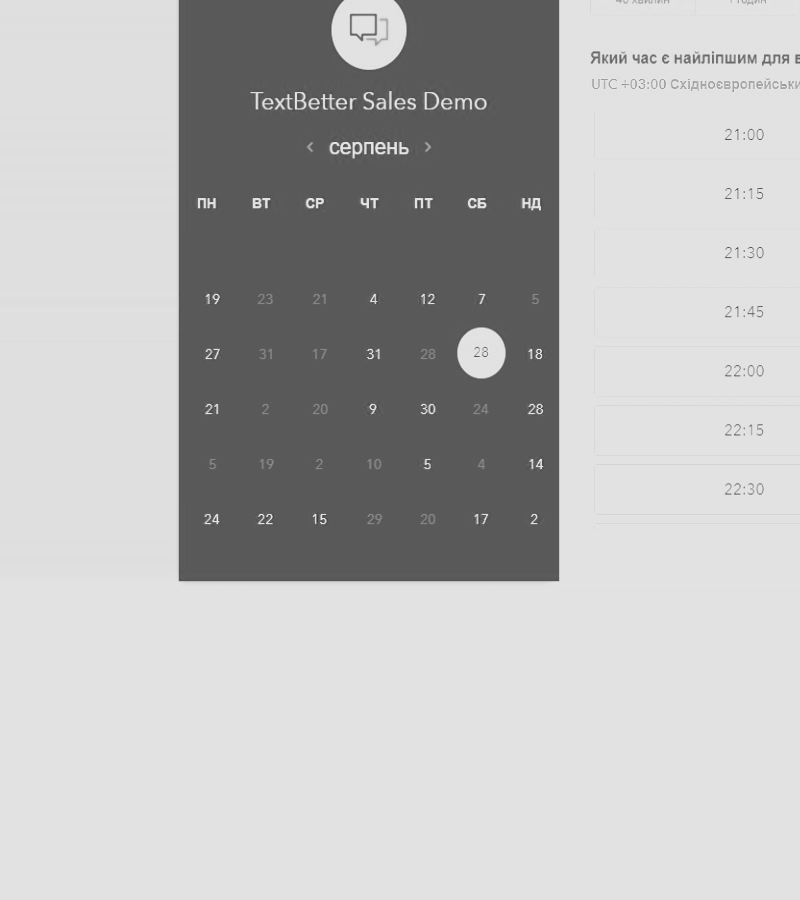 TextBetter Sales Demo
‹ серпень ›
ПН ВТ СР ЧТ ПТ СБ НД
19 23 21 4 12 7 5
27 31 17 31 28 28 18
21 2 20 9 30 24 28
5 19 2 10 5 4 14
24 22 15 29 20 17 2
Який час є найліпшим для
UTC +03:00 Східноєвропейськи
21:00
21:15
21:30
21:45
22:00
22:15
22:30